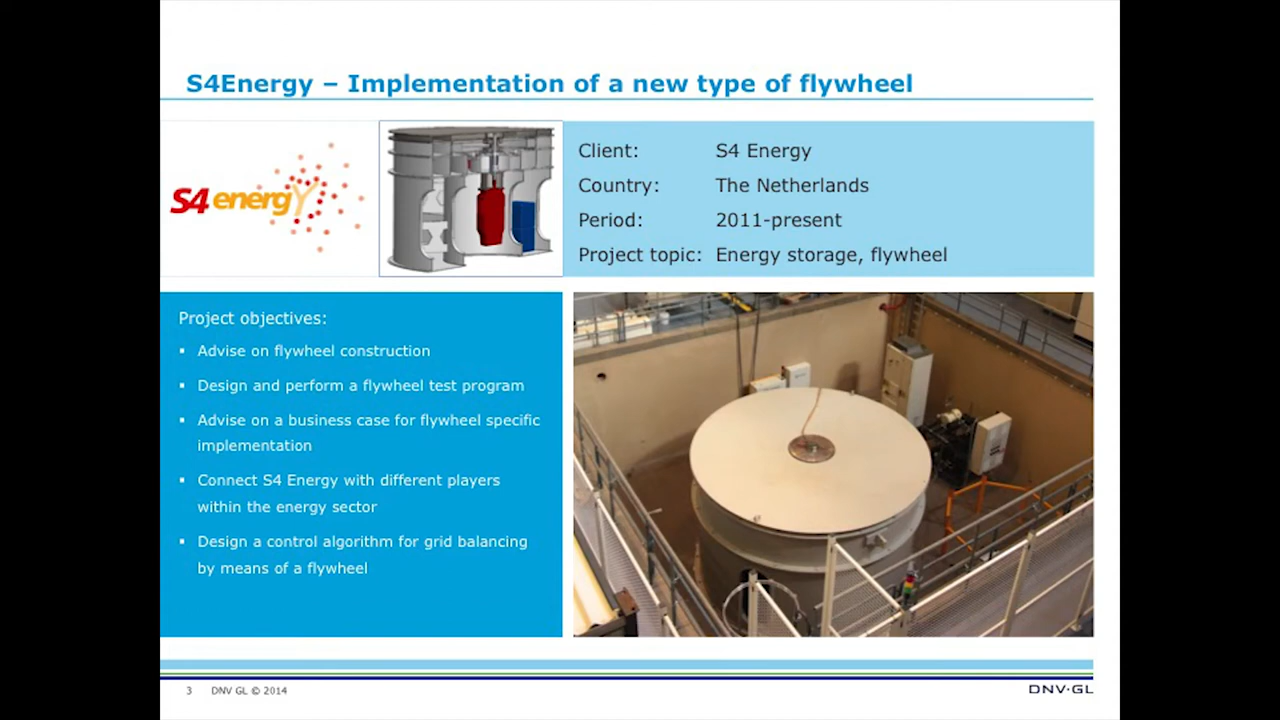 S4Energy – Implementation of a new type of flywheel
S4 energy
Client: S4 Energy
Country: The Netherlands
Period: 2011-present
Project topic: Energy storage, flywheel
Project objectives:
▪ Advise on flywheel construction
▪ Design and perform a flywheel test program
▪ Advise on a business case for flywheel specific
implementation
▪ Connect S4 Energy with different players
within the energy sector
▪ Design a control algorithm for grid balancing
by means of a flywheel
3 DNV GL © 2014
DNV·GL